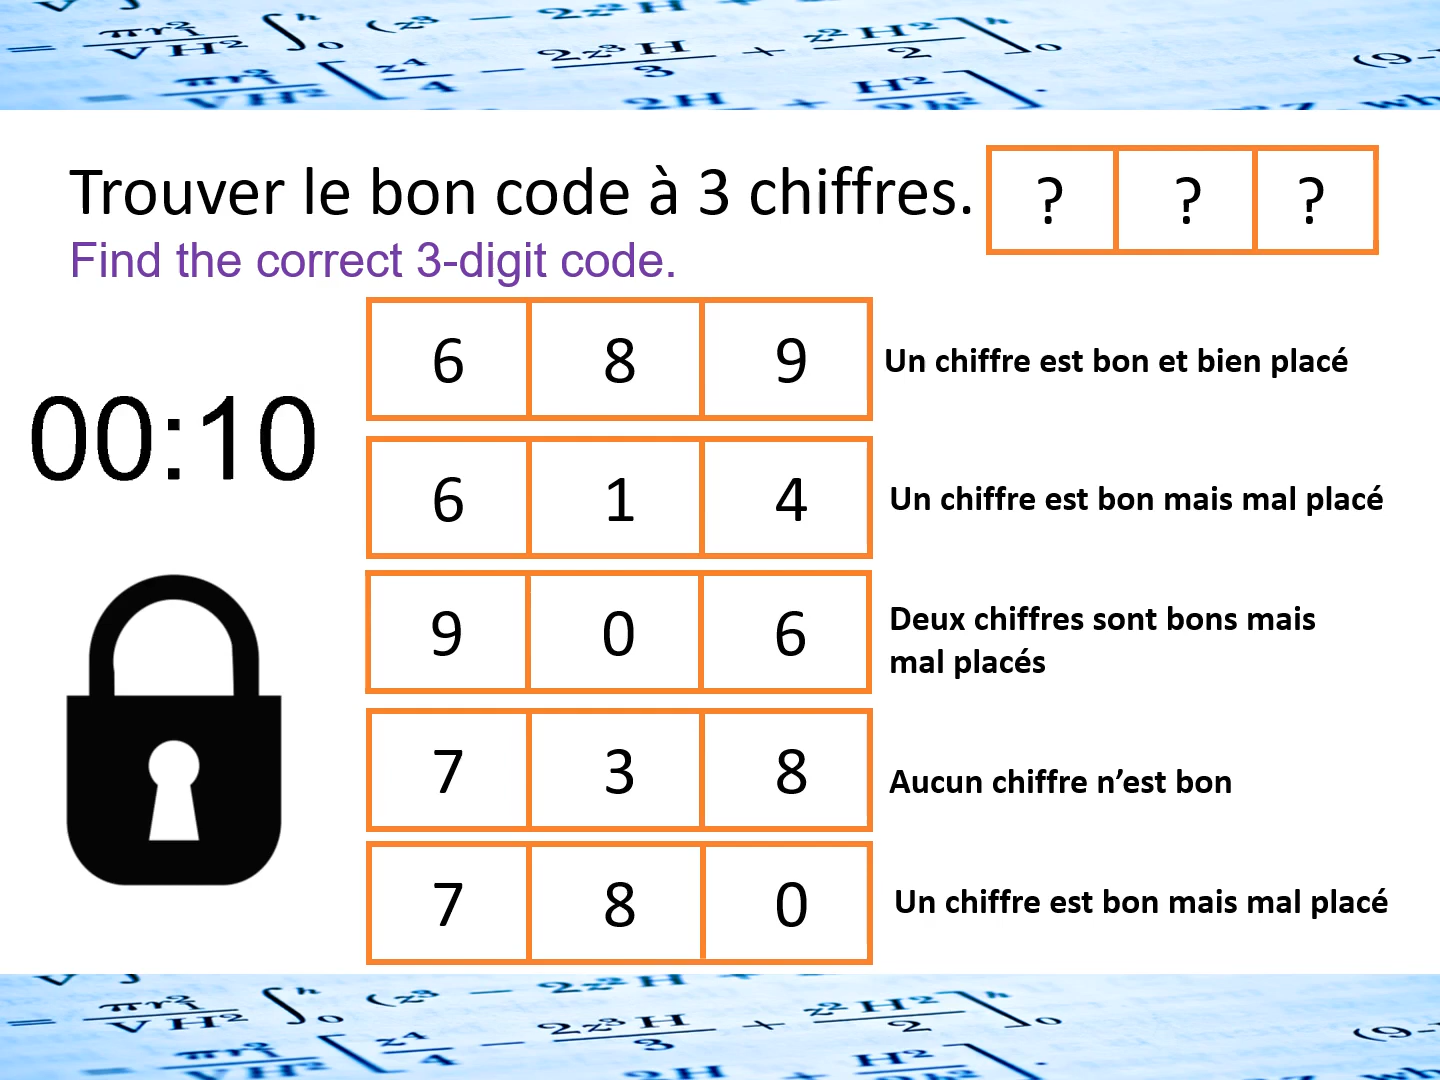 Trouver le bon code à 3 chiffres.
? ? ?
Find the correct 3-digit code.
6 8 9 Un chiffre est bon et bien placé
00:10
6 1 4 Un chiffre est bon mais mal placé
9 0 6 Deux chiffres sont bons mais
mal placés
7 3 8 Aucun chiffre n’est bon
7 8 0 Un chiffre est bon mais mal placé